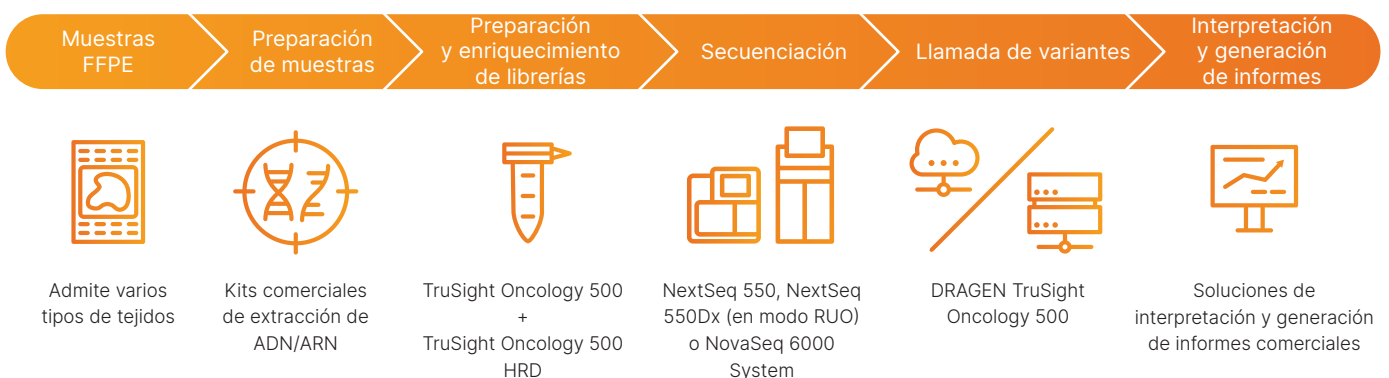 Muestras
FFPE
Preparación
de muestras
Preparación
y enriquecimiento
de librerías
Secuenciación
Llamada de variantes
Interpretación
y generación
de informes
Admite varios
tipos de tejidos
Kits comerciales
de extracción de
ADN/ARN
TruSight Oncology 500
+
TruSight Oncology 500
HRD
NextSeq 550, NextSeq
550Dx (en modo RUO)
o NovaSeq 6000
System
DRAGEN TruSight
Oncology 500
Soluciones de
interpretación y generación
de informes comerciales